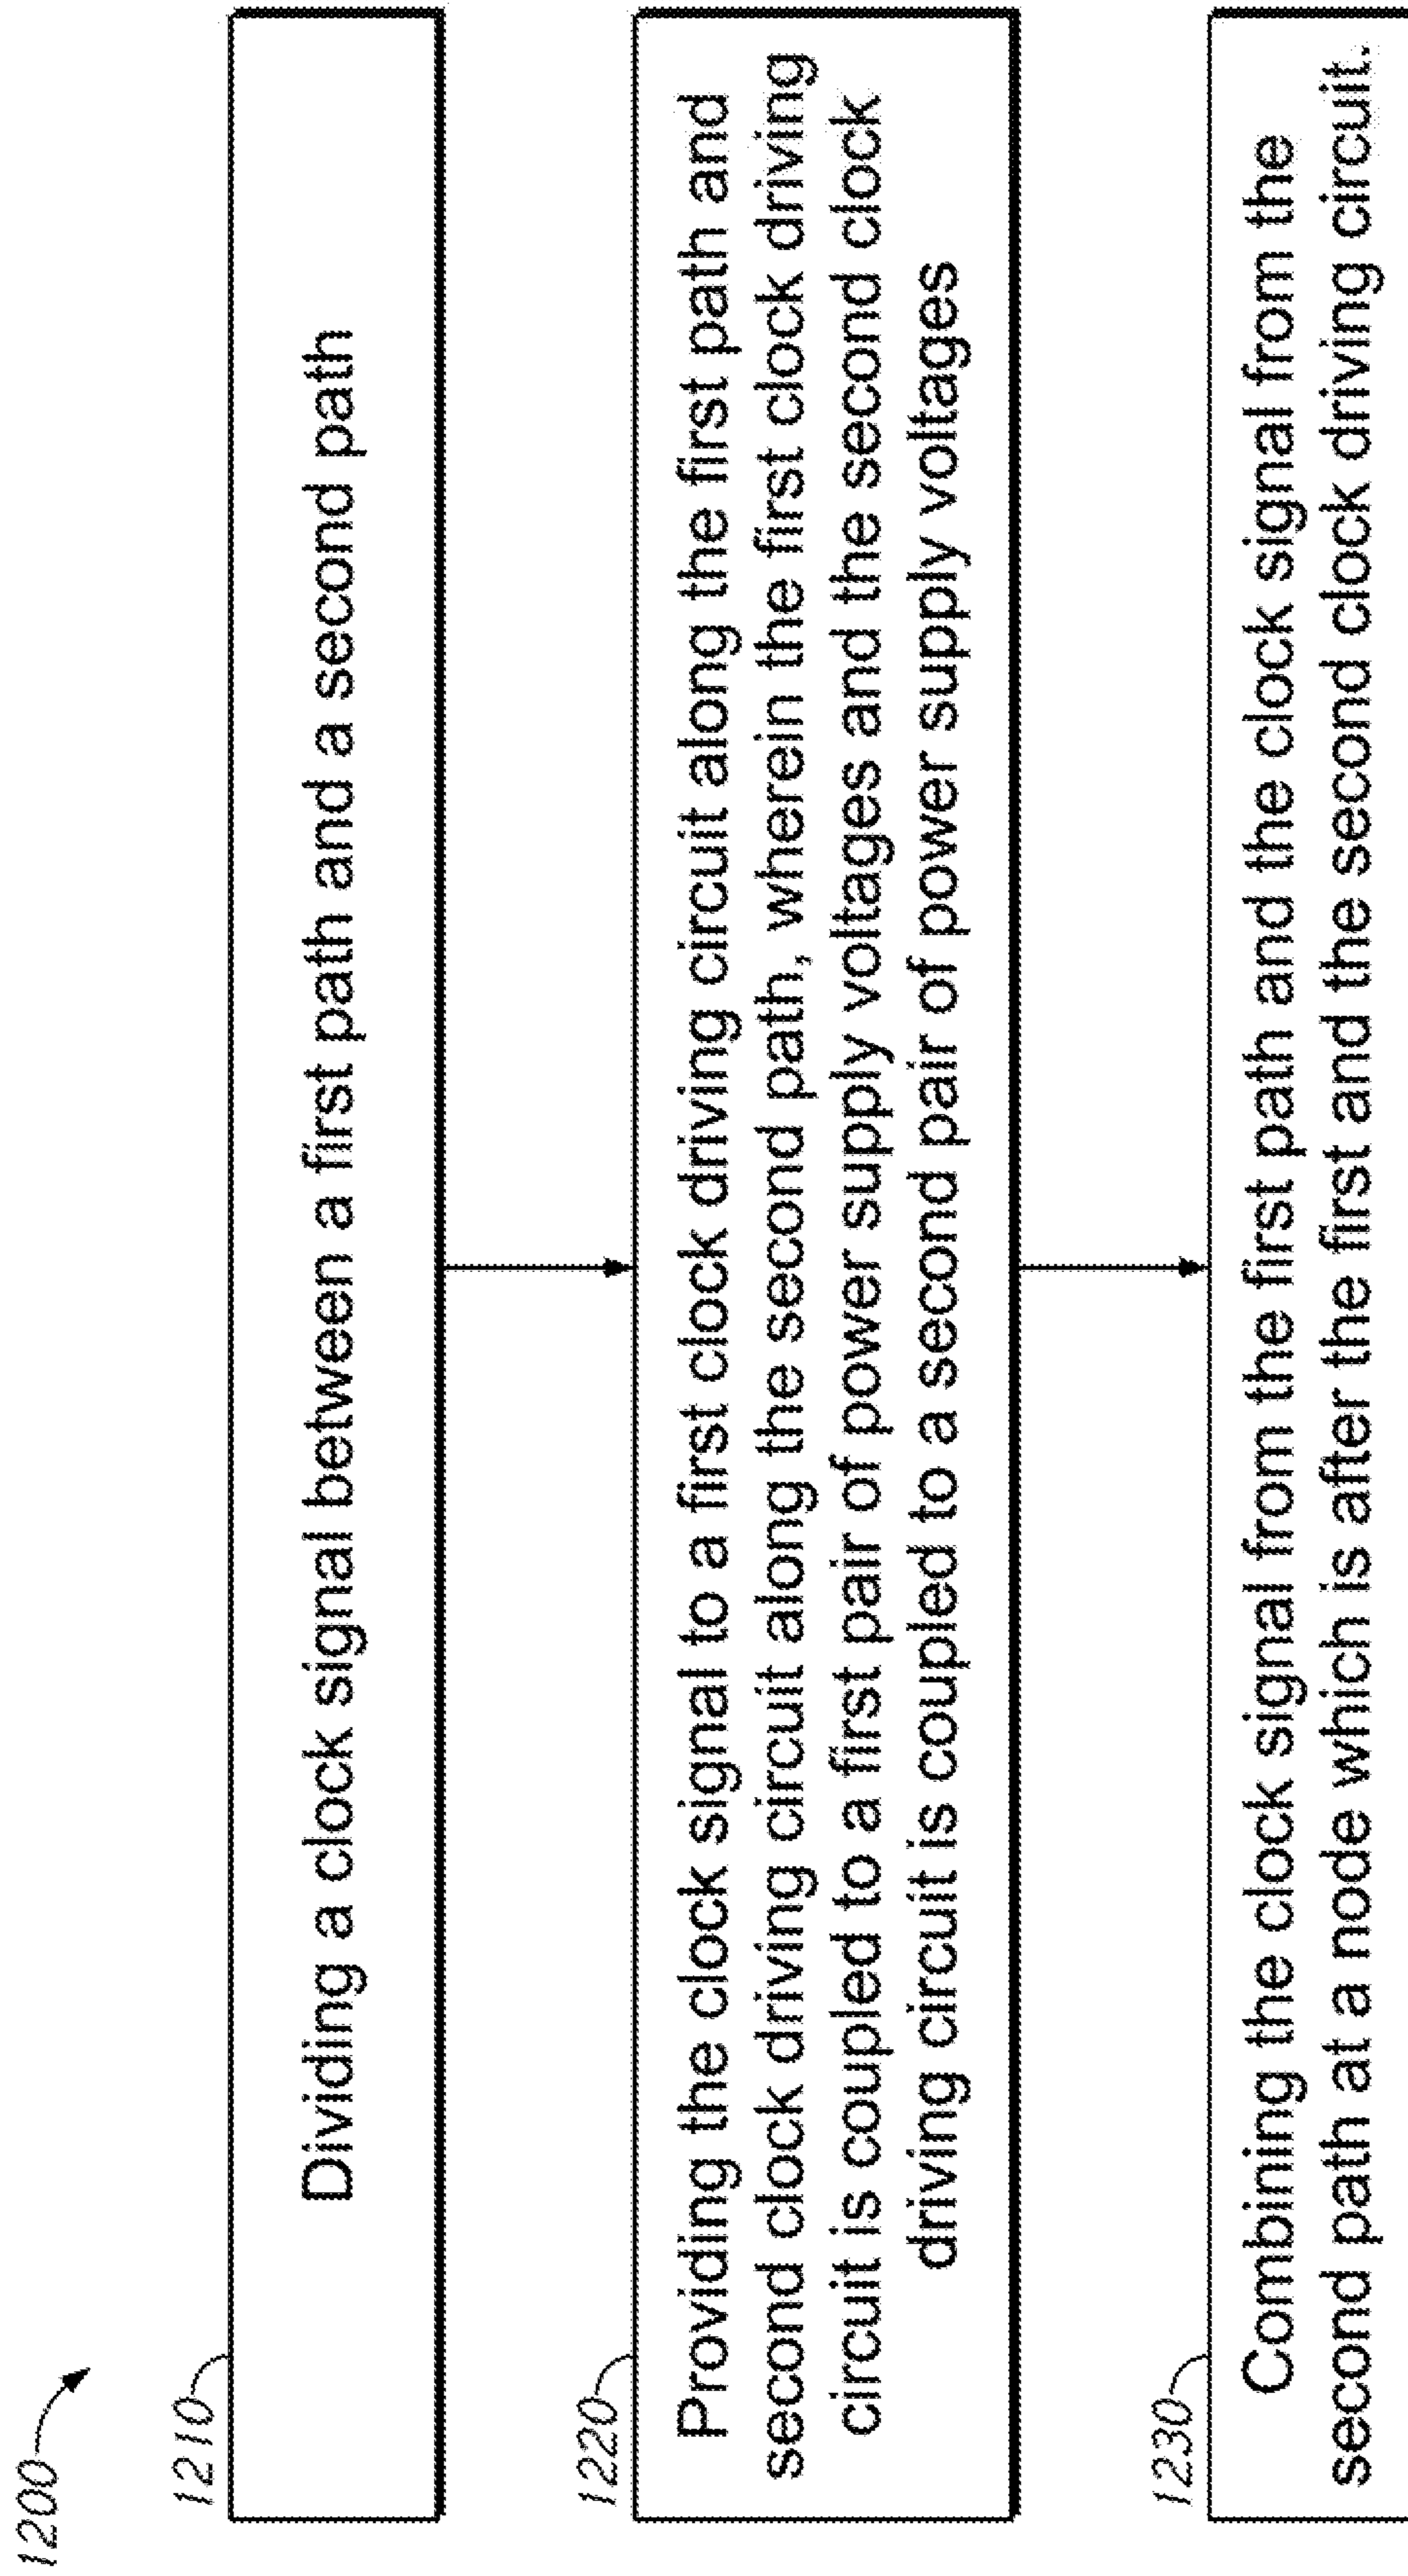 1200
1210
Dividing a clock signal between a first path and a second path
1220
Providing the clock signal to a first clock driving circuit along the first path and
second clock driving circuit along the second path, wherein the first clock driving
circuit is coupled to a first pair of power supply voltages and the second clock
driving circuit is coupled to a second pair of power supply voltages
1230
Combining the clock signal from the first path and the clock signal from the
second path at a node which is after the first and the second clock driving circuit.